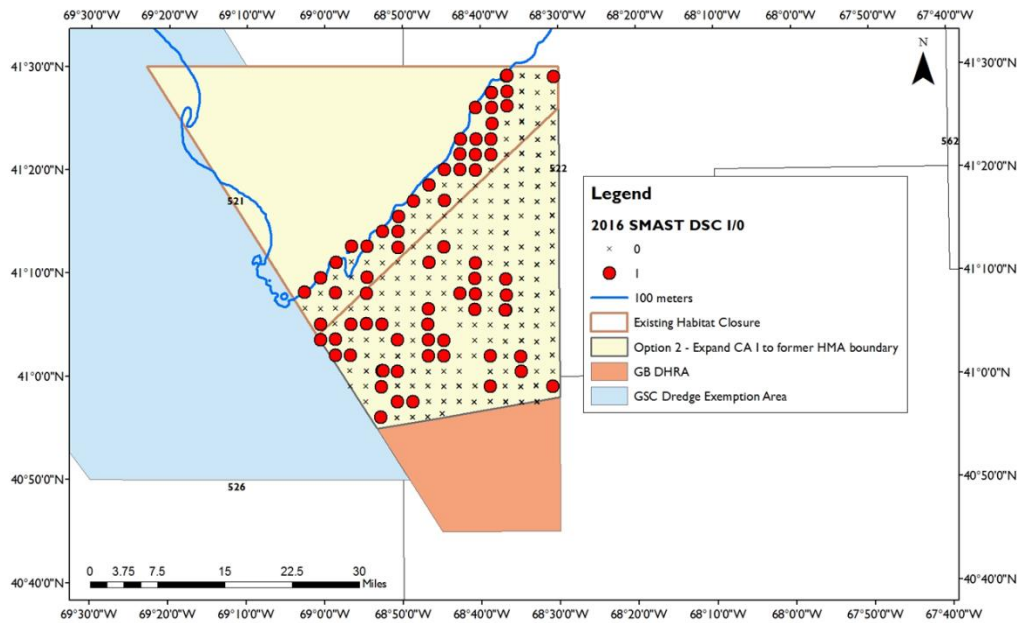 69°30'0"W 69°20'0"W 69°10'0"W 69°0'0"W 68°50'0"W 68°40'0"W 68°30'0"W 68°20'0"W 68°10'0"W 68°0'0"W 67°50'0"W 67°40'0"W
N
41°30'0"N 41°30'0"N
562
41°20'0"N 522 41°20'0"N
521
Legend
2016 SMAST DSC 1/0
0
1
100 meters
Existing Habitat Closure
Option 2 - Expand CA I to former HMA boundary
GB DHRA
GSC Dredge Exemption Area
41°10'0"N 41°10'0"N
41°0'0"N 41°0'0"N
40°50'0"N 40°50'0"N
526
0 3.75 7.5 15 22.5 30
Miles
40°40'0"N 40°40'0"N
69°30'0"W 69°20'0"W 69°10'0"W 69°0'0"W 68°50'0"W 68°40'0"W 68°30'0"W 68°20'0"W 68°10'0"W 68°0'0"W 67°50'0"W 67°40'0"W